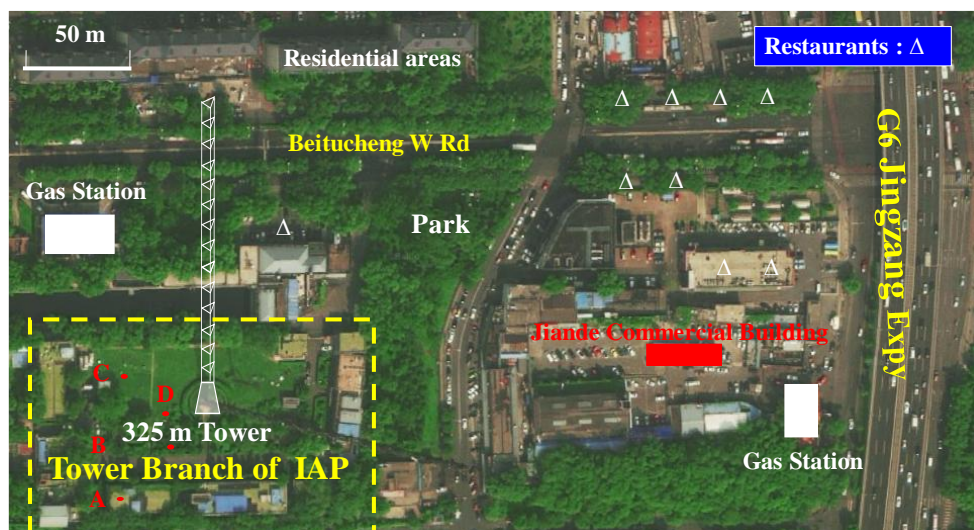 50 m
Residential areas
Restaurants : Δ
Δ Δ Δ Δ
Beitucheng W Rd
G6 Jingzang Expy
Gas Station
Δ Δ
Δ
Park
Δ Δ
Jiande Commercial Building
C
D
325 m Tower
B
Tower Branch of IAP
Gas Station
A